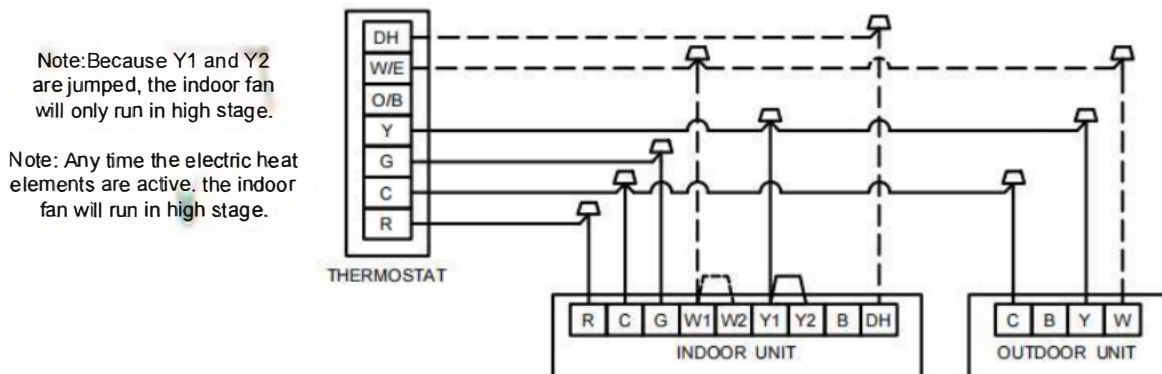 Note:Because Y1 and Y2
are jumped, the indoor fan
will only run in high stage.
Note: Any time the electric heat
elements are active. the indoor
fan will run in high stage.
DH
W/E
O/B
Y
G
C
R
THERMOSTAT
R C G W1 W2 Y1 Y2 B DH
INDOOR UNIT
C B Y W
OUTDOOR UNIT